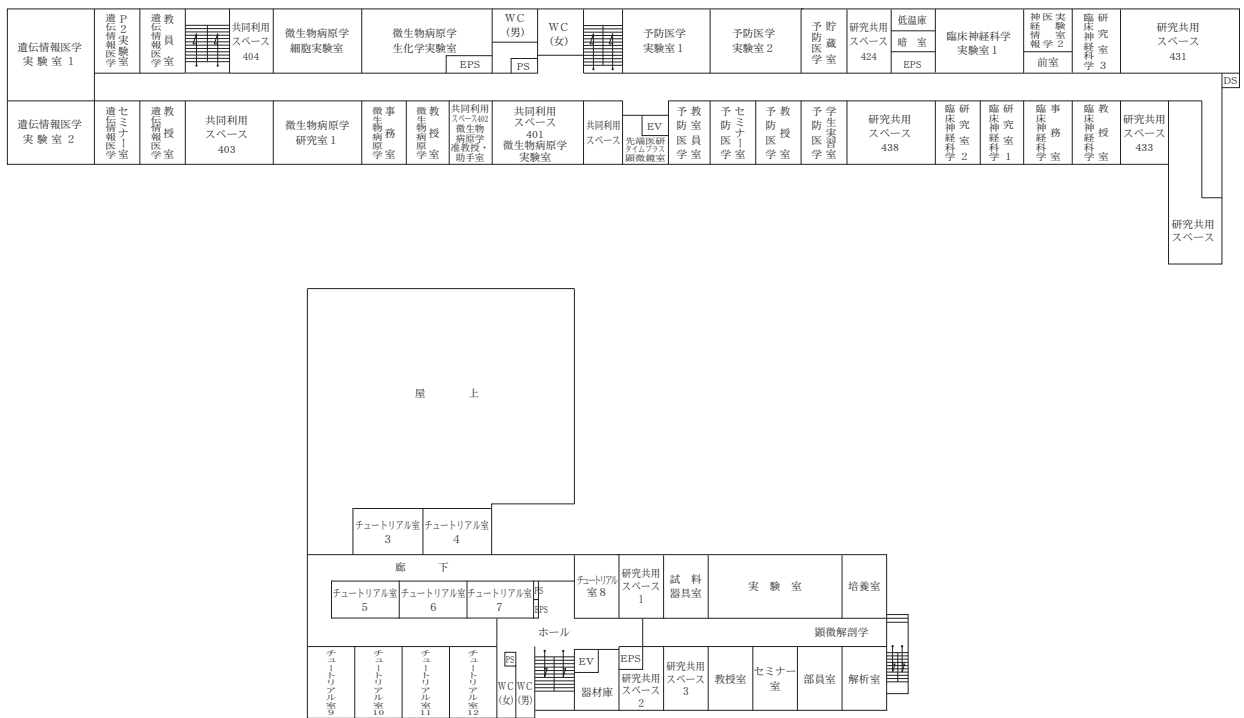 遺伝情報医学
実験室 1
遺伝情報医学
P2実験室
遺伝情報医学
教員室
共同利用
スペース
404
微生物病原学
細胞実験室
微生物病原学
生化学実験室
EPS
WC
(男)
PS
WC
(女)
予防医学
実験室 1
予防医学
実験室 2
予防医学
貯蔵室
研究共用
スペース
424
低温庫
暗 室
EPS
臨床神経科学
実験室 1
神経情報学
医実験室2
前室
臨床神経科学
研究室3
研究共用
スペース
431
DS
遺伝情報医学
実験室 2
遺伝情報医学
セミナー室
遺伝情報医学
教授室
共同利用
スペース
403
微生物病原学
研究室 1
微生物病原学
事務室
微生物病原学
教授室
共同利用
スペース402
微生物
病原学
准教授・
助手室
共同利用
スペース
401
微生物病原学
実験室
共同利用
スペース
EV
先端医研
タイムプラス
顕微鏡室
予防医学
教室員室
予防医学
セミナー室
予防医学
教授室
予防医学
学生実習室
研究共用
スペース
438
臨床神経科学
研究室2
臨床神経科学
研究室1
臨床神経科学
事務室
臨床神経科学
教授室
研究共用
スペース
433
研究共用
スペース
屋 上
チュートリアル室
3
チュートリアル室
4
廊 下
チュートリアル室
5
チュートリアル室
6
チュートリアル室
7
PS
EPS
チュートリアル
室 8
研究共用
スペース
1
試 料
器具室
実 験 室
培養室
ホール
顕微解剖学
チュートリアル室9
チュートリアル室10
チュートリアル室11
チュートリアル室12
PS
WC
(女)
WC
(男)
EV
器材庫
EPS
研究共用
スペース
2
研究共用
スペース
3
教授室
セミナー
室
部員室
解析室